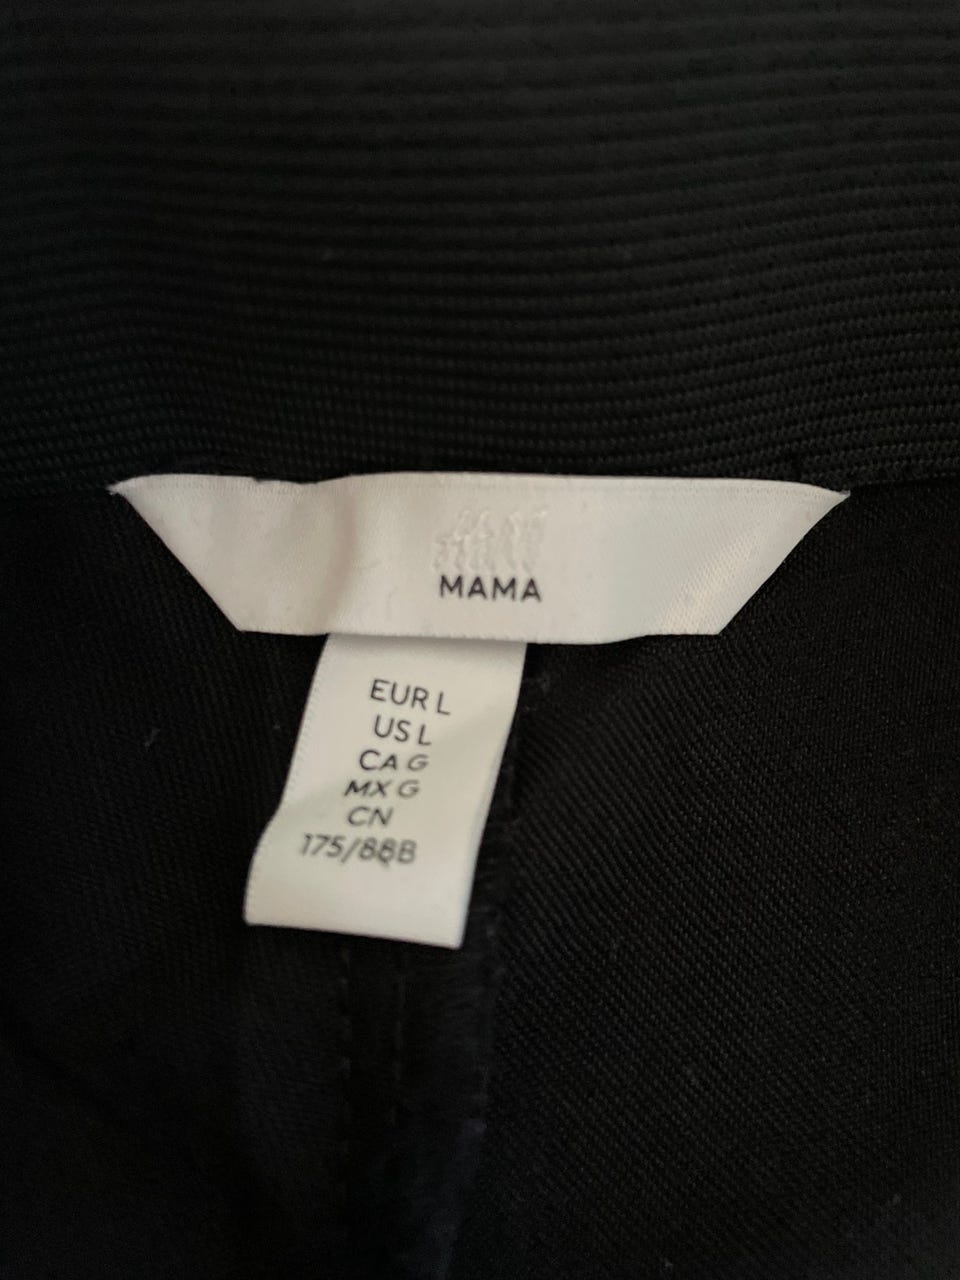 MAMA
EUR L
US L
CA G
MX G
CN
175/88B